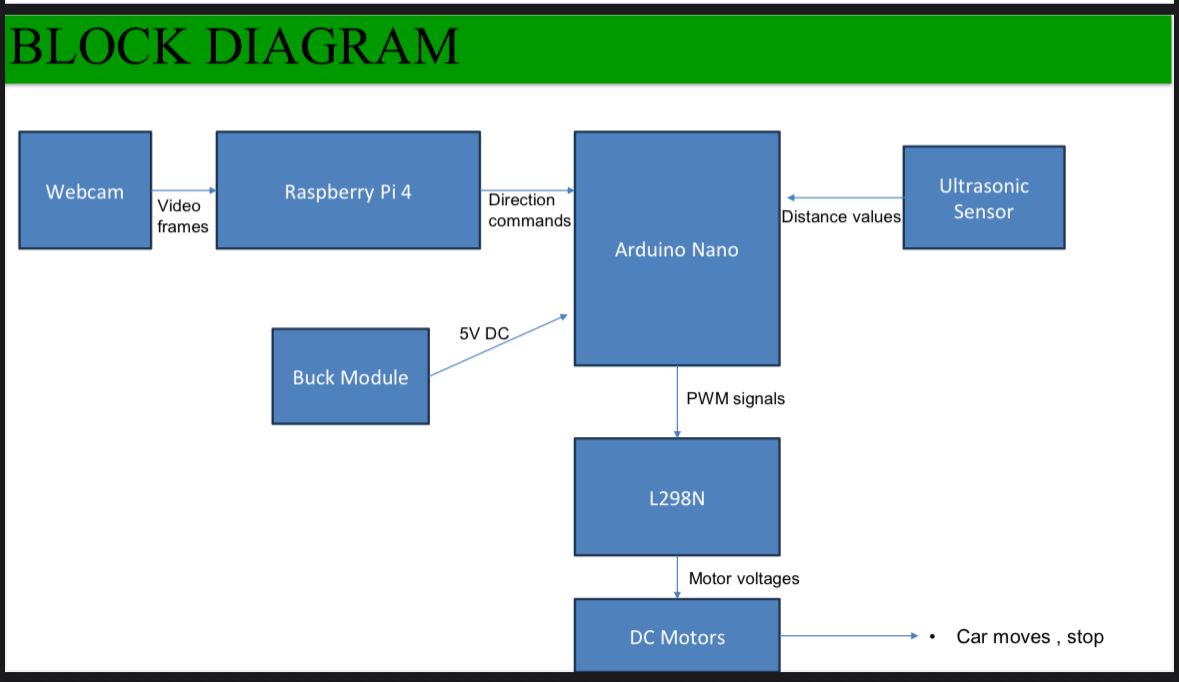 BLOCK DIAGRAM
Webcam
Video
frames
Raspberry Pi 4
Direction
commands
Arduino Nano
Distance values
Ultrasonic
Sensor
5V DC
Buck Module
PWM signals
L298N
Motor voltages
DC Motors
• Car moves , stop